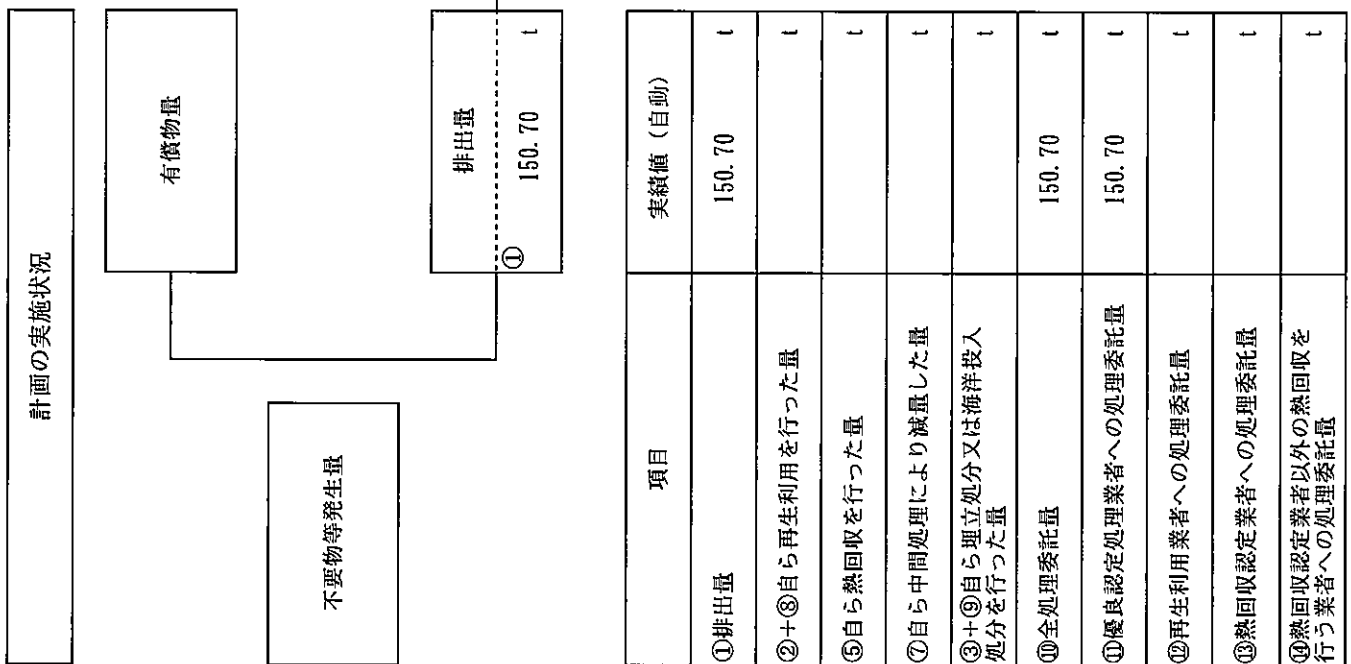 計画の実施状況
不要物等発生量
有償物量
排出量
① 150.70 t
項目 実績値(自動)
①排出量 150.70 t
②+⑧自ら再生利用を行った量 t
⑤自ら熱回収を行った量 t
⑦自ら中間処理により減量した量 t
③+⑨自ら埋立処分又は海洋投入
処分を行った量 t
⑩全処理委託量 150.70 t
⑪優良認定処理業者への処理委託量 150.70 t
⑫再生利用業者への処理委託量 t
⑬熱回収認定業者への処理委託量 t
⑭熱回収認定業者以外の熱回収を
行う業者への処理委託量 t